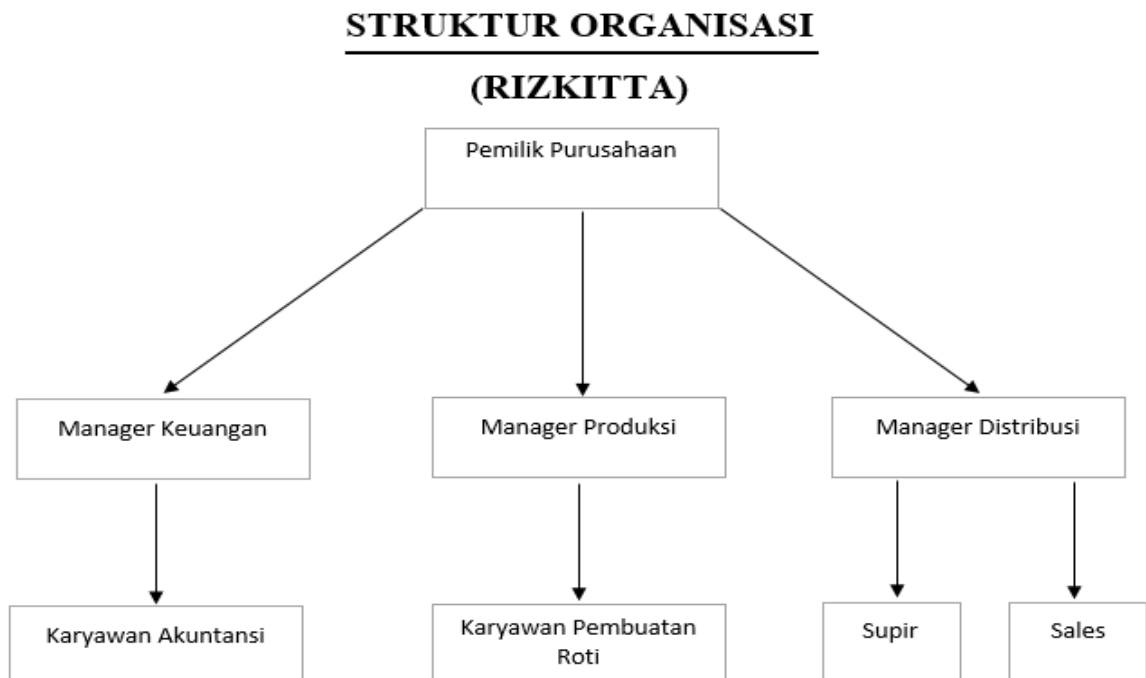 STRUKTUR ORGANISASI
(RIZKITTA)
Pemilik Purusahaan
Manager Keuangan
Manager Produksi
Manager Distribusi
Karyawan Akuntansi
Karyawan Pembuatan
Roti
Supir
Sales